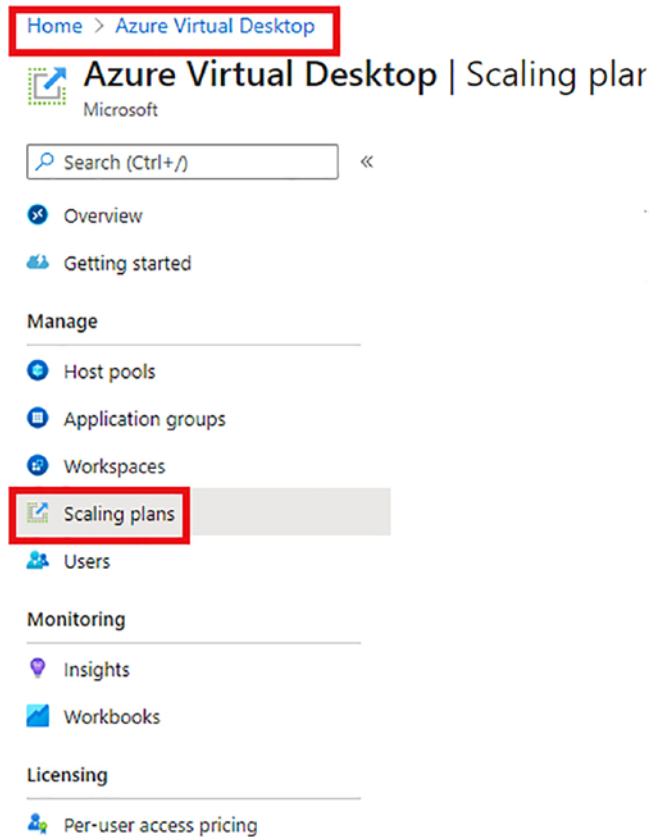 Home > Azure Virtual Desktop
Azure Virtual Desktop | Scaling plan
Microsoft
Search (Ctrl+/)
«
Overview
Getting started
Manage
Host pools
Application groups
Workspaces
Scaling plans
Users
Monitoring
Insights
Workbooks
Licensing
Per-user access pricing